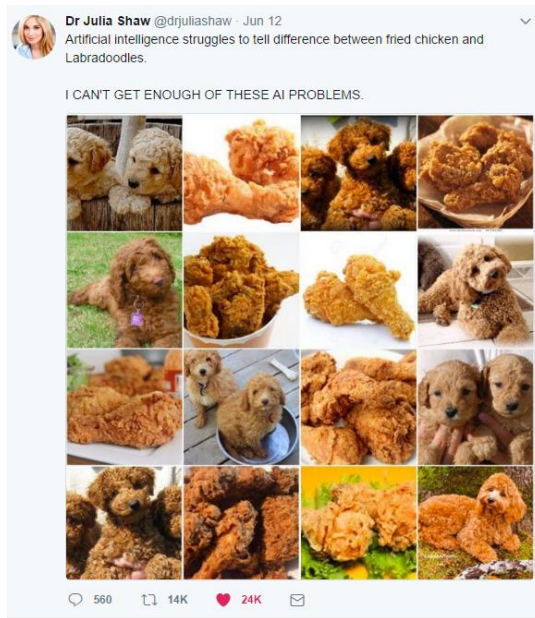 Dr Julia Shaw @drjuliashaw · Jun 12
Artificial intelligence struggles to tell difference between fried chicken and
Labradoodles.
I CAN'T GET ENOUGH OF THESE AI PROBLEMS.
560 14K 24K